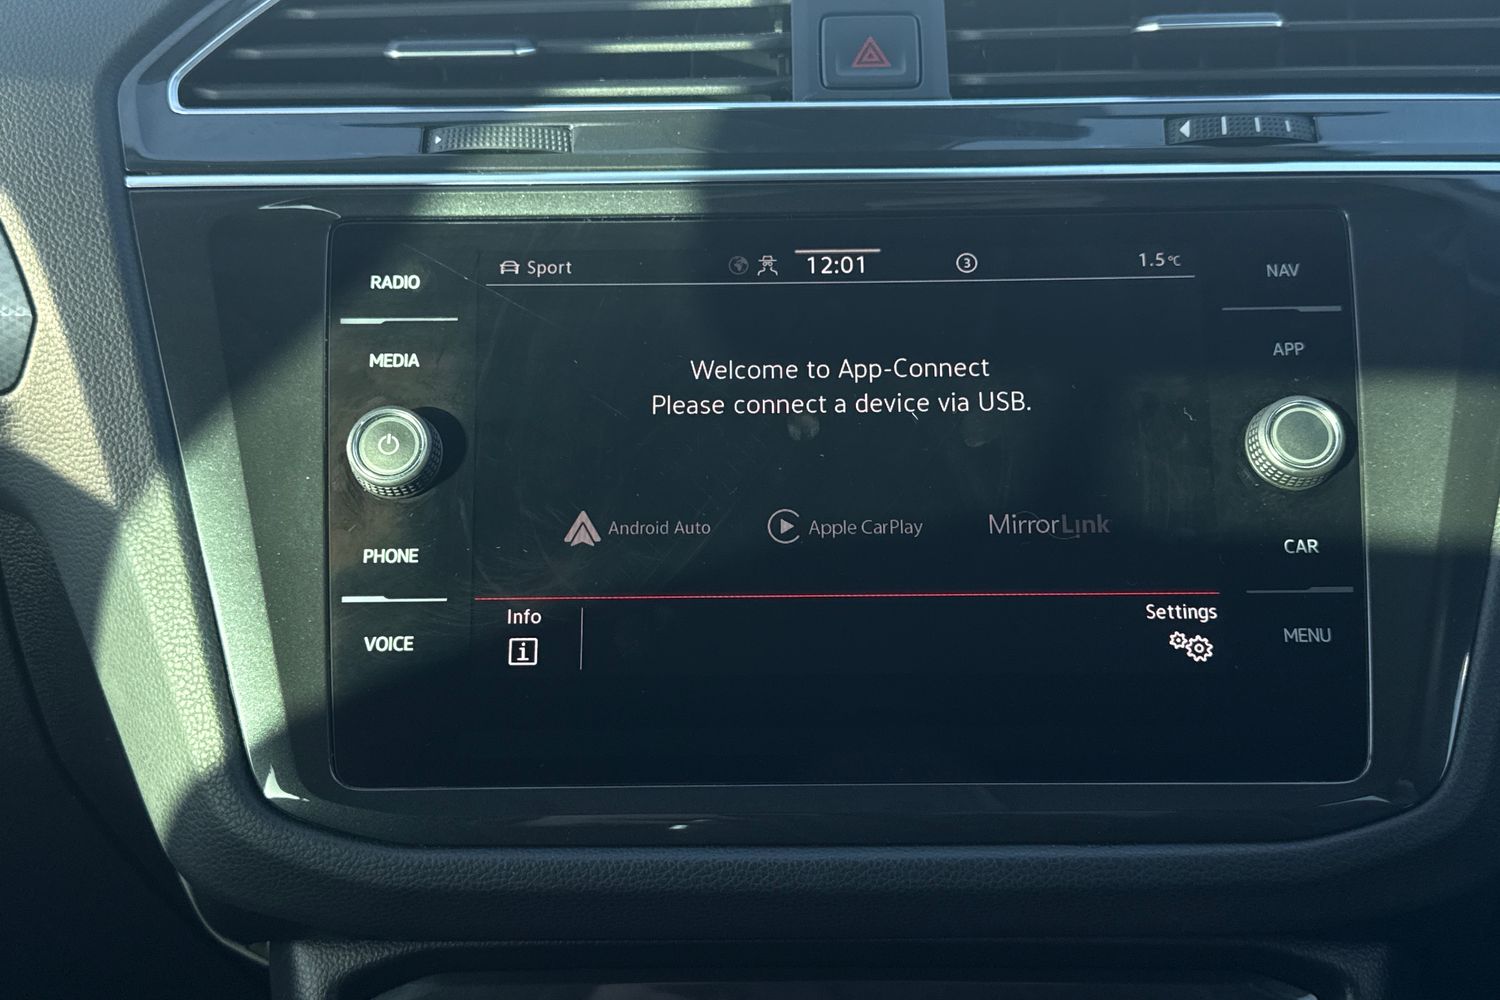 RADIO
MEDIA
PHONE
VOICE
Sport
12:01
3
1.5°C
Welcome to App-Connect
Please connect a device via USB.
Android Auto
Apple CarPlay
MirrorLink
Info
i
Settings
NAV
APP
CAR
MENU